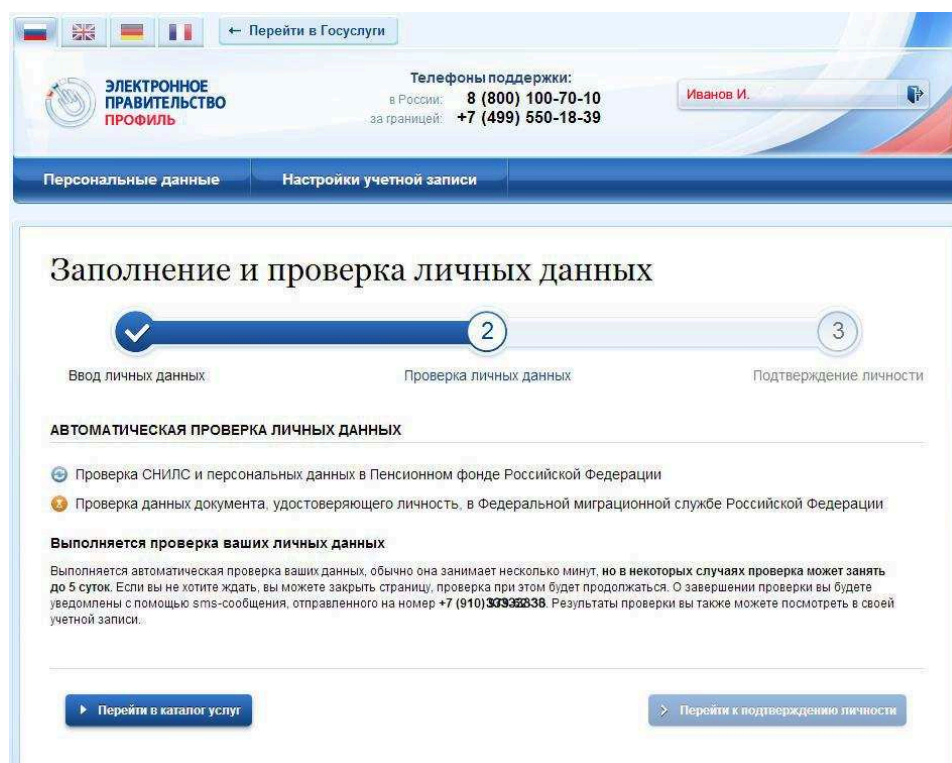 ← Перейти в Госуслуги
ЭЛЕКТРОННОЕ
ПРАВИТЕЛЬСТВО
ПРОФИЛЬ
Телефоны поддержки:
в России: 8 (800) 100-70-10
за границей: +7 (499) 550-18-39
Иванов И.
Персональные данные Настройки учетной записи
Заполнение и проверка личных данных
2 3
Ввод личных данных Проверка личных данных Подтверждение личности
АВТОМАТИЧЕСКАЯ ПРОВЕРКА ЛИЧНЫХ ДАННЫХ
Проверка СНИЛС и персональных данных в Пенсионном фонде Российской Федерации
Проверка данных документа, удостоверяющего личность, в Федеральной миграционной службе Российской Федерации
Выполняется проверка ваших личных данных
Выполняется автоматическая проверка ваших данных, обычно она занимает несколько минут, но в некоторых случаях проверка может занять
до 5 суток. Если вы не хотите ждать, вы можете закрыть страницу, проверка при этом будет продолжаться. О завершении проверки вы будете
уведомлены с помощью sms-сообщения, отправленного на номер +7 (910) Результаты проверки вы также можете посмотреть в своей
учетной записи.
Перейти в каталог услуг
Перейти к подтверждению личности